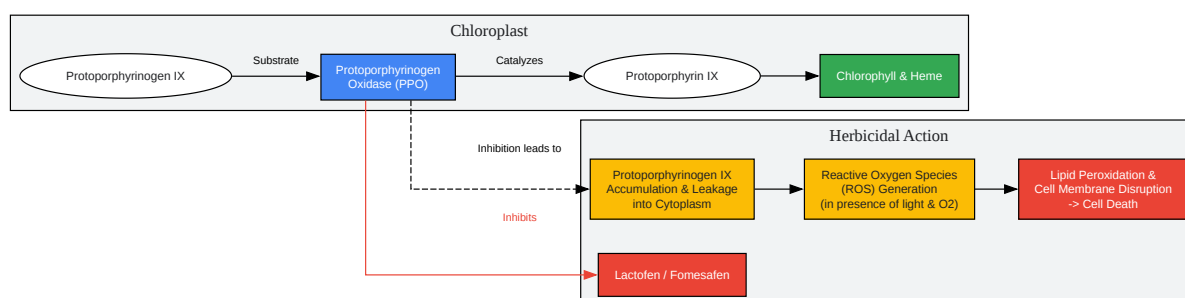 Chloroplast
Protoporphyrinogen IX
Substrate
Protoporphyrinogen
Oxidase (PPO)
Catalyzes
Protoporphyrin IX
Chlorophyll & Heme
Herbicidal Action
Inhibition leads to
Protoporphyrinogen IX
Accumulation & Leakage
into Cytoplasm
Reactive Oxygen Species
(ROS) Generation
(in presence of light & O2)
Lipid Peroxidation &
Cell Membrane Disruption
-> Cell Death
Inhibits
Lactofen / Fomesafen